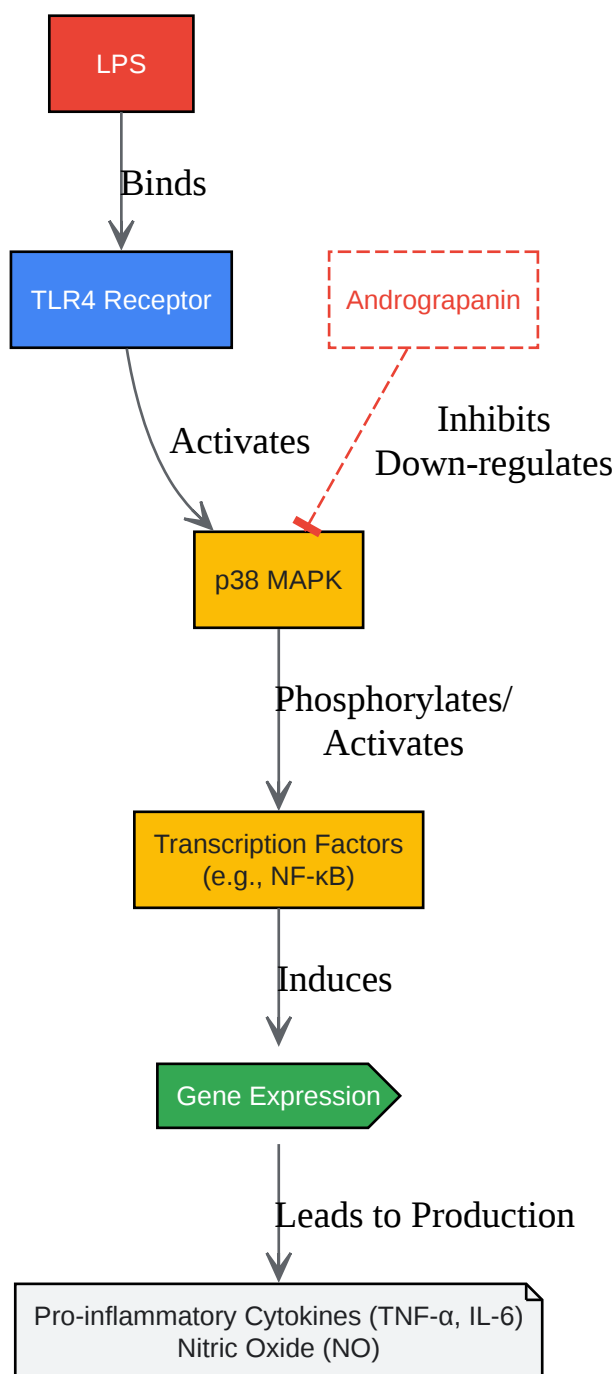 LPS
Binds
TLR4 Receptor
Andrograpanin
Activates
Inhibits
Down-regulates
p38 MAPK
Phosphorylates/
Activates
Transcription Factors
(e.g., NF-κB)
Induces
Gene Expression
Leads to Production
Pro-inflammatory Cytokines (TNF-α, IL-6)
Nitric Oxide (NO)